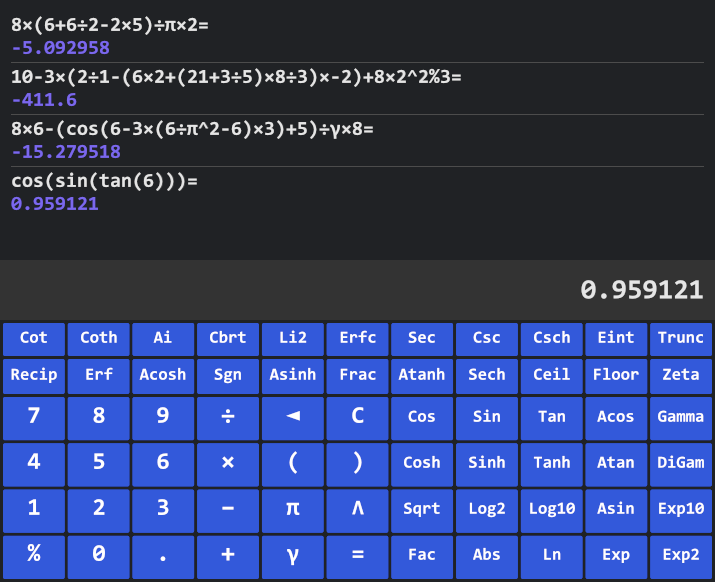 8×(6+6÷2-2×5)÷π×2=
-5.092958
10-3×(2÷1-(6×2+(21+3÷5)×8÷3)×-2)+8×2^2%3=
-411.6
8×6-(cos(6-3×(6÷π^2-6)×3)+5)÷γ×8=
-15.279518
cos(sin(tan(6)))=
0.959121
0.959121
Cot Coth Ai Cbrt Li2 Erfc Sec Csc Csch Eint Trunc
Recip Erf Acosh Sgn Asinh Frac Atanh Sech Ceil Floor Zeta
7 8 9 ÷ ◄ C Cos Sin Tan Acos Gamma
4 5 6 × ( ) Cosh Sinh Tanh Atan DiGam
1 2 3 − π ∧ Sqrt Log2 Log10 Asin Exp10
% 0 . + γ = Fac Abs Ln Exp Exp2